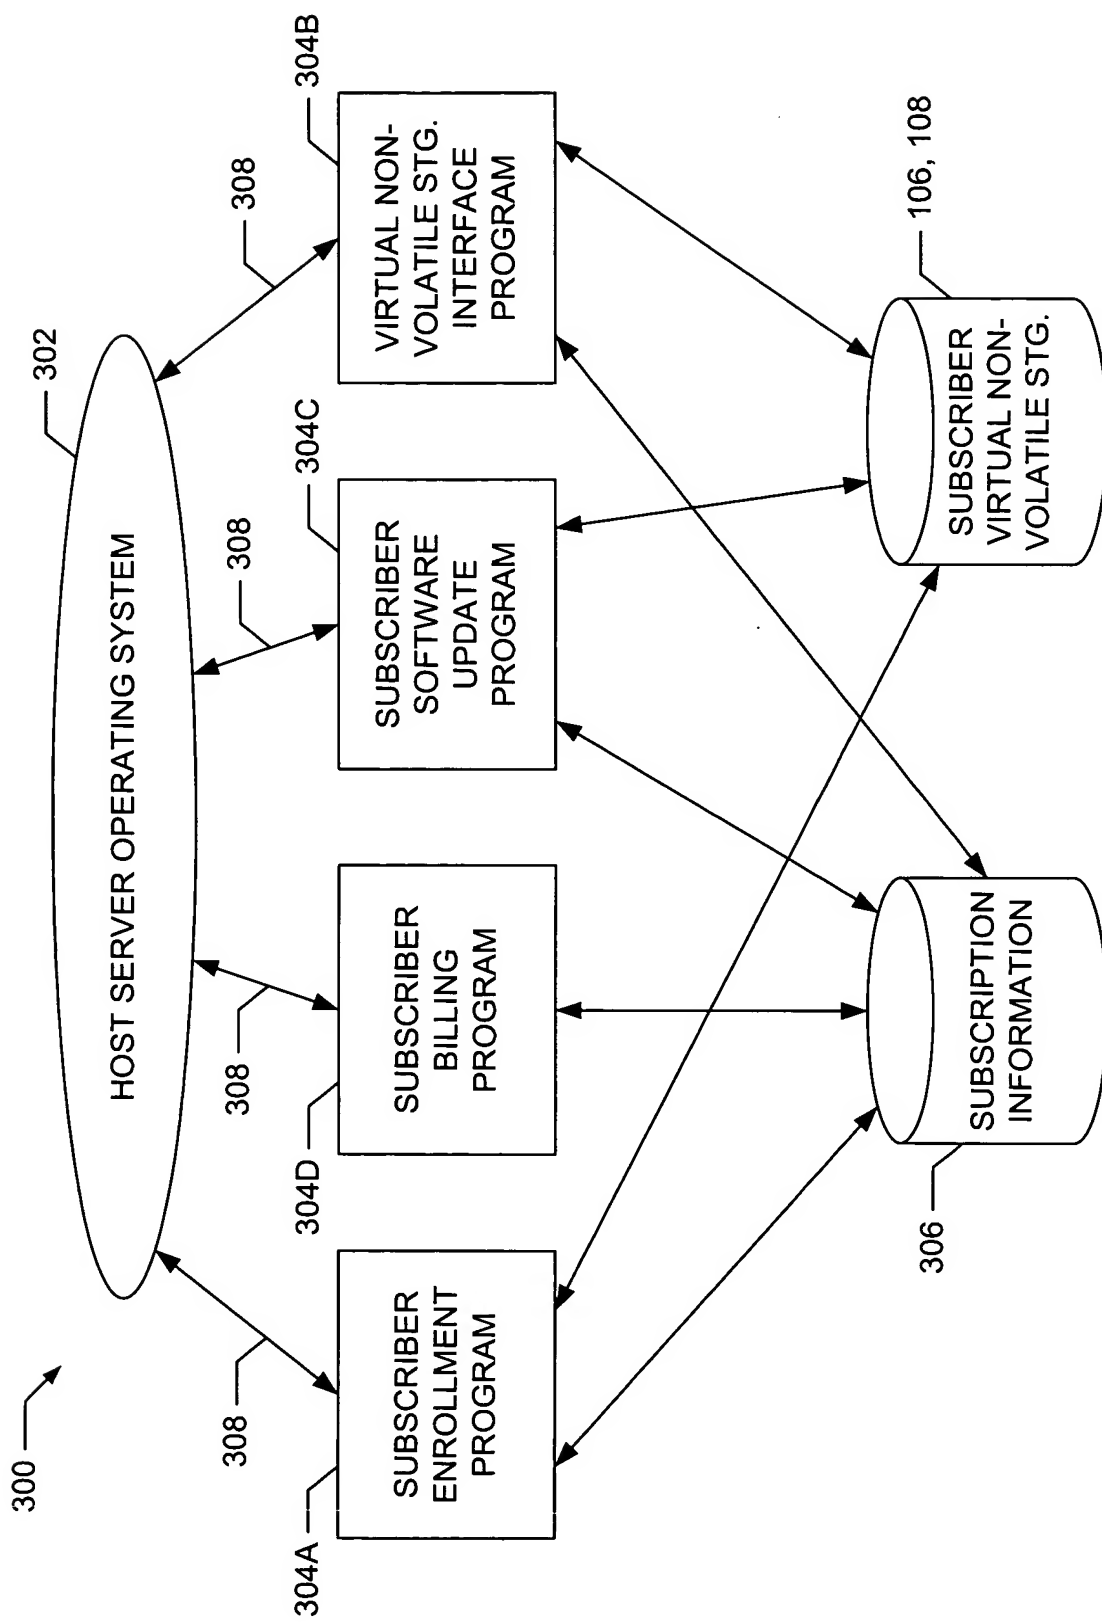 300
302
HOST SERVER OPERATING SYSTEM
308
308
308
308
304A
SUBSCRIBER
ENROLLMENT
PROGRAM
304D
SUBSCRIBER
BILLING
PROGRAM
304C
SUBSCRIBER
SOFTWARE
UPDATE
PROGRAM
304B
VIRTUAL NON-
VOLATILE STG.
INTERFACE
PROGRAM
306
SUBSCRIPTION
INFORMATION
106, 108
SUBSCRIBER
VIRTUAL NON-
VOLATILE STG.